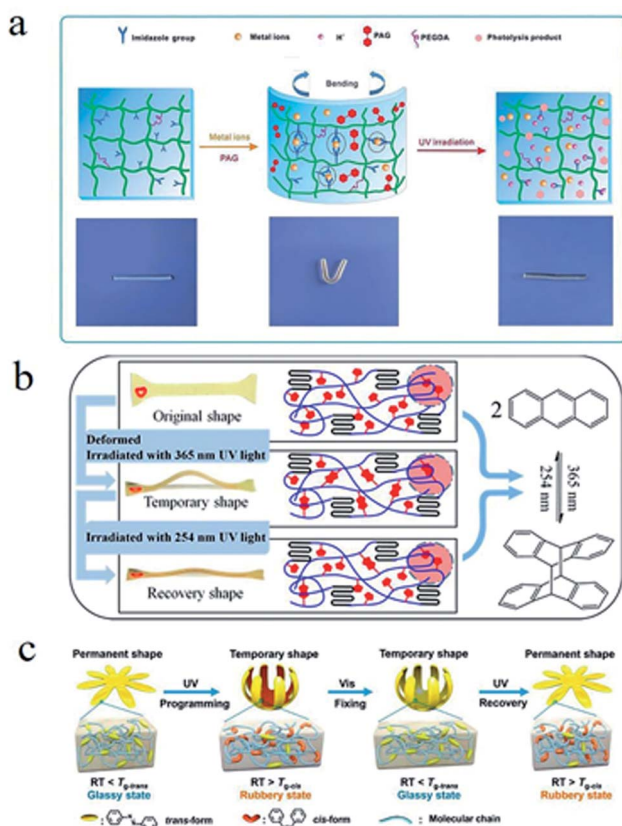 a
Imidazole group
Metal ions
H⁺
PAG
PEGDA
Photolysis product
Bending
Metal ions
PAG
UV irradiation
b
Original shape
Deformed
Irradiated with 365 nm UV light
Temporary shape
Irradiated with 254 nm UV light
Recovery shape
2
365 nm
254 nm
c
Permanent shape
Temporary shape
Temporary shape
Permanent shape
UV
Programming
Vis
Fixing
UV
Recovery
RT < Tg-trans
Glassy state
RT > Tg-cis
Rubbery state
RT < Tg-trans
Glassy state
RT > Tg-cis
Rubbery state
: trans-form
: cis-form
: Molecular chain